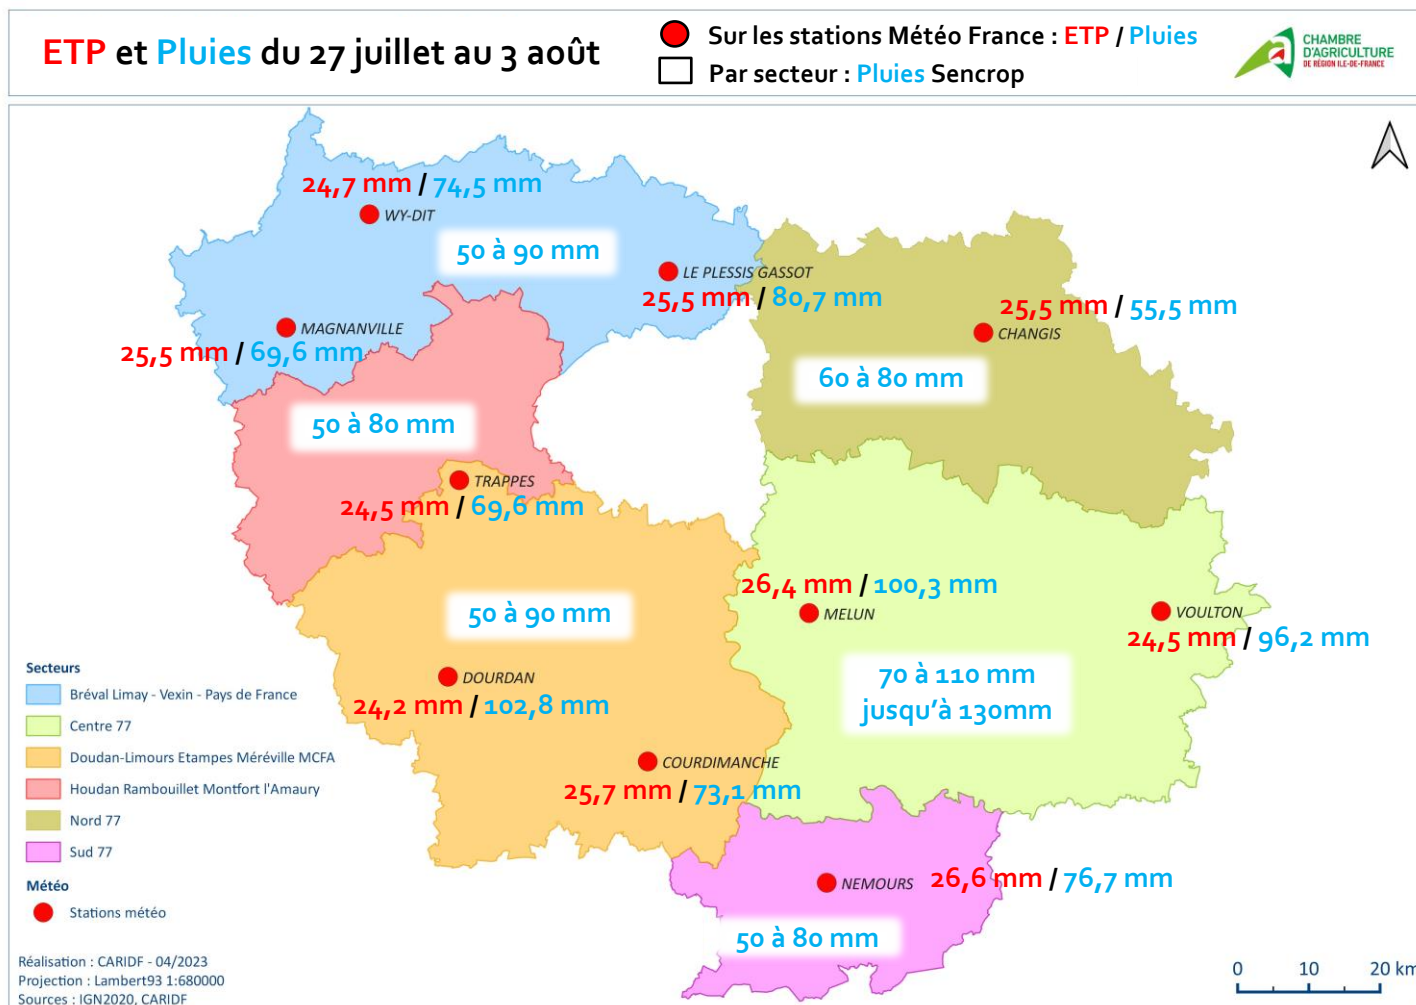 ETP et Pluies du 27 juillet au 3 août
Sur les stations Météo France : ETP / Pluies
Par secteur : Pluies Sencrop
CHAMBRE
D'AGRICULTURE
DE RÉGION ILE-DE-FRANCE
24,7 mm / 74,5 mm
WY-DIT
50 à 90 mm
LE PLESSIS GASSOT
25,5 mm / 80,7 mm
25,5 mm / 55,5 mm
CHANGIS
MAGNANVILLE
25,5 mm / 69,6 mm
60 à 80 mm
50 à 80 mm
TRAPPES
24,5 mm / 69,6 mm
26,4 mm / 100,3 mm
MELUN
50 à 90 mm
VOULTON
24,5 mm / 96,2 mm
70 à 110 mm
jusqu'à 130mm
DOURDAN
24,2 mm / 102,8 mm
COURDIMANCHE
25,7 mm / 73,1 mm
NEMOURS
26,6 mm / 76,7 mm
50 à 80 mm
Secteurs
Bréval Limay - Vexin - Pays de France
Centre 77
Doudan-Limours Etampes Méréville MCFA
Houdan Rambouillet Montfort l'Amaury
Nord 77
Sud 77
Météo
Stations météo
Réalisation : CARIDF - 04/2023
Projection : Lambert93 1:680000
Sources : IGN2020, CARIDF
0 10 20 km